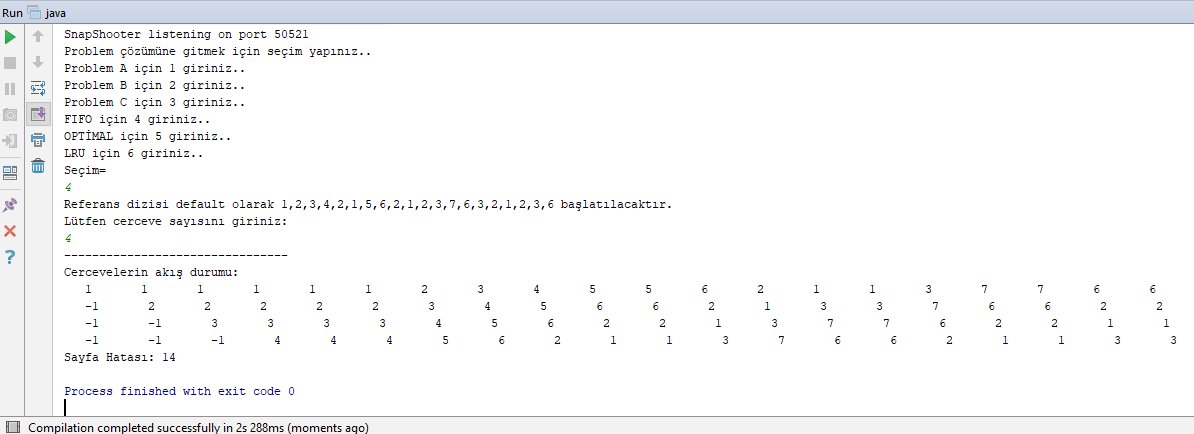 Run java
SnapShooter listening on port 50521
Problem çözümüne gitmek için seçim yapınız..
Problem A için 1 giriniz..
Problem B için 2 giriniz..
Problem C için 3 giriniz..
FIFO için 4 giriniz..
OPTİMAL için 5 giriniz..
LRU için 6 giriniz..
Seçim=
4
Referans dizisi default olarak 1,2,3,4,2,1,5,6,2,1,2,3,7,6,3,2,1,2,3,6 başlatılacaktır.
Lütfen cerceve sayısını giriniz:
4
--------------------------------
Cercevelerin akış durumu:
1 1 1 1 1 1 2 3 4 5 5 6 2 1 1 3 7 7 6 6
-1 2 2 2 2 2 3 4 5 6 6 2 1 3 3 7 6 6 2 2
-1 -1 3 3 3 3 4 5 6 2 2 1 3 7 7 6 2 2 1 1
-1 -1 -1 4 4 4 5 6 2 1 1 3 7 6 6 2 1 1 3 3
Sayfa Hatası: 14
Process finished with exit code 0
Compilation completed successfully in 2s 288ms (moments ago)